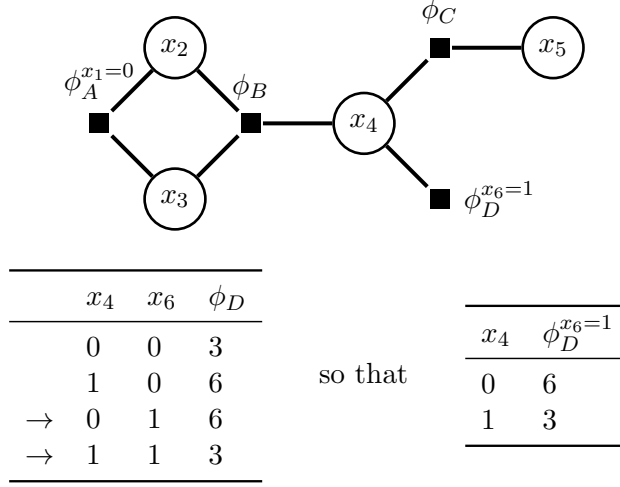 ϕ_C
x_2
x_5
ϕ_A^{x_1=0}
ϕ_B
x_4
x_3
ϕ_D^{x_6=1}
x_4 x_6 ϕ_D
0 0 3
1 0 6
→ 0 1 6
→ 1 1 3
so that
x_4 ϕ_D^{x_6=1}
0 6
1 3